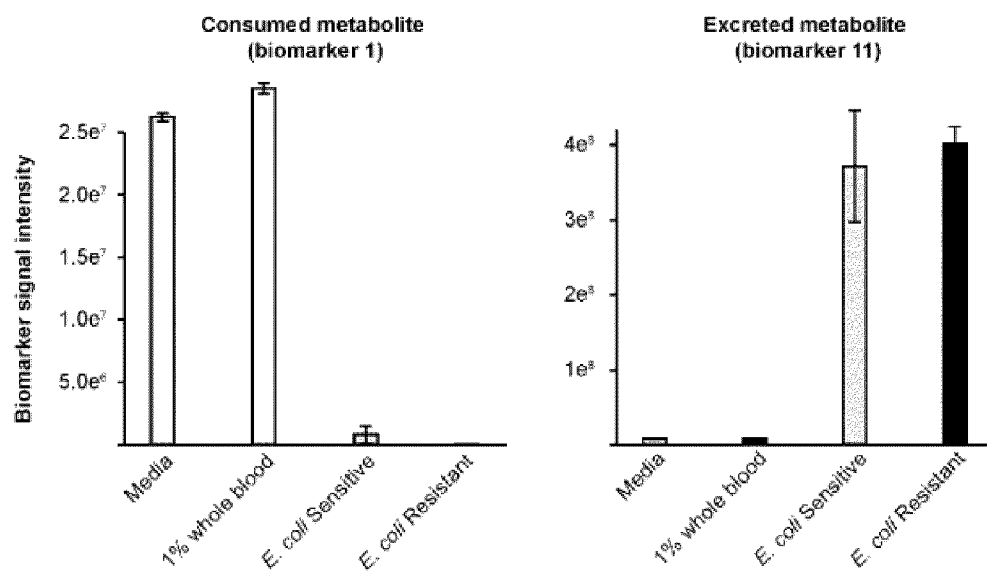 Consumed metabolite
(biomarker 1)
Biomarker signal intensity
2.5e⁷
2.0e⁷
1.5e⁷
1.0e⁷
5.0e⁶
Media
1% whole blood
E. coli Sensitive
E. coli Resistant
Excreted metabolite
(biomarker 11)
4e⁸
3e⁸
2e⁸
1e⁸
Media
1% whole blood
E. coli Sensitive
E. coli Resistant